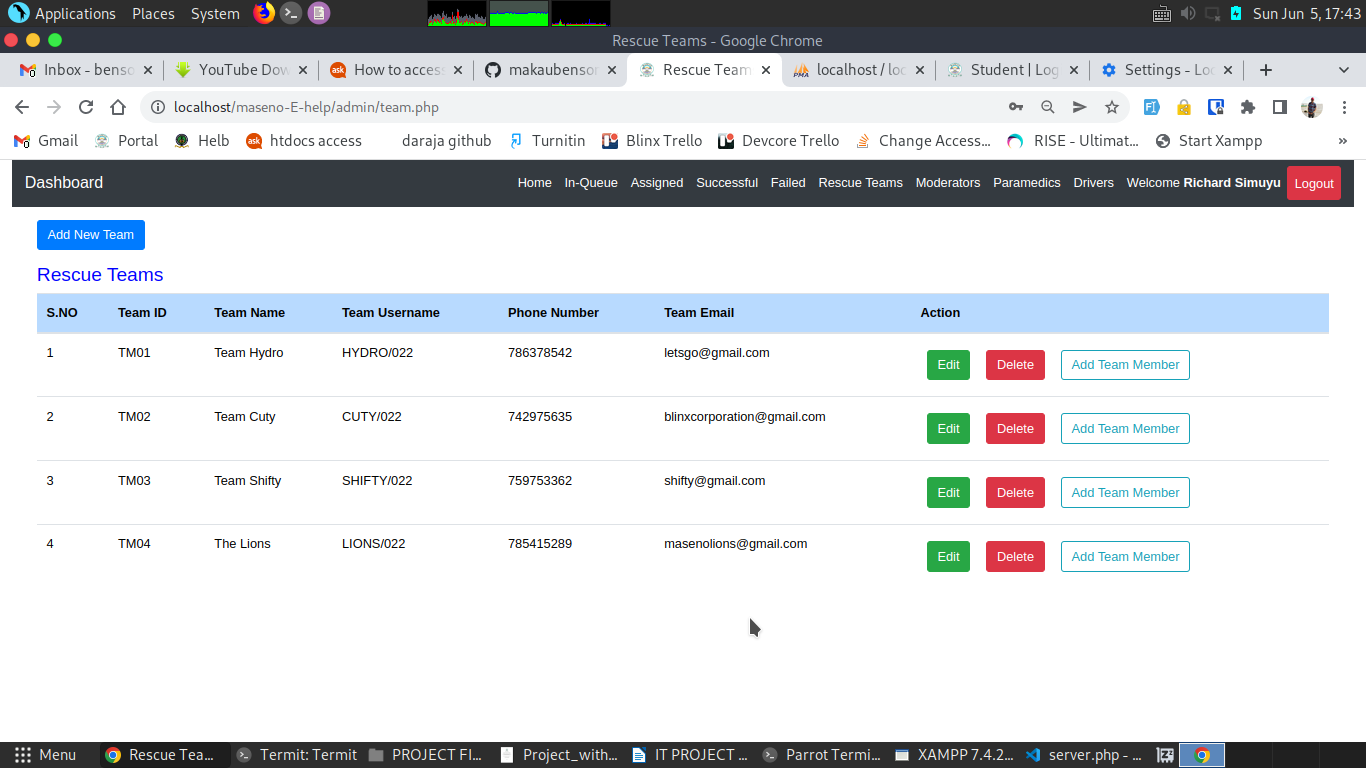 Applications Places System Sun Jun 5, 17:43
Rescue Teams - Google Chrome
Inbox - benso YouTube Dow How to access makaubenson Rescue Team localhost / loc Student | Log Settings - Loc
localhost/maseno-E-help/admin/team.php
Gmail Portal Helb htdocs access daraja github Turnitin Blinx Trello Devcore Trello Change Access... RISE - Ultimat... Start Xampp »
Dashboard Home In-Queue Assigned Successful Failed Rescue Teams Moderators Paramedics Drivers Welcome Richard Simuyu Logout
Add New Team
Rescue Teams
S.NO Team ID Team Name Team Username Phone Number Team Email Action
1 TM01 Team Hydro HYDRO/022 786378542 letsgo@gmail.com Edit Delete Add Team Member
2 TM02 Team Cuty CUTY/022 742975635 blinxcorporation@gmail.com Edit Delete Add Team Member
3 TM03 Team Shifty SHIFTY/022 759753362 shifty@gmail.com Edit Delete Add Team Member
4 TM04 The Lions LIONS/022 785415289 masenolions@gmail.com Edit Delete Add Team Member
Menu Rescue Tea... Termit: Termit PROJECT FI... Project_with... IT PROJECT ... Parrot Termi... XAMPP 7.4.2... server.php - ...